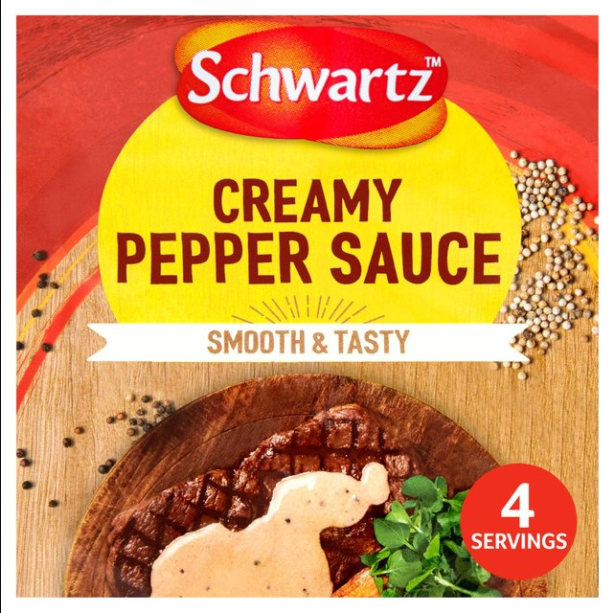 Schwartz™
CREAMY
PEPPER SAUCE
SMOOTH & TASTY
4
SERVINGS